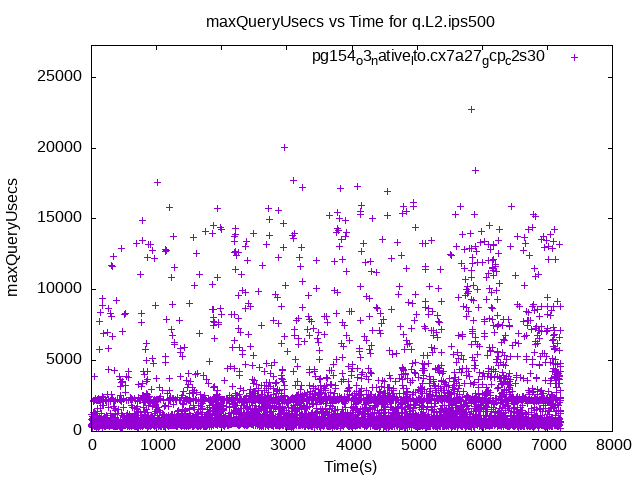 maxQueryUsecs vs Time for q.L2.ips500
pg154o3nativelto.cx7a27gcpc2s30
maxQueryUsecs
25000
20000
15000
10000
5000
0
0 1000 2000 3000 4000 5000 6000 7000 8000
Time(s)